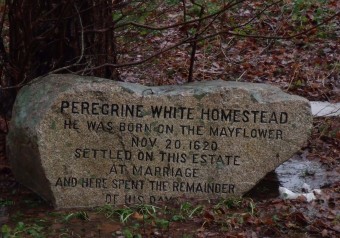 PEREGRINE WHITE HOMESTEAD
HE WAS BORN ON THE MAYFLOWER
NOV. 20. 1620
SETTLED ON THIS ESTATE
AT MARRIAGE
AND HERE SPENT THE REMAINDER
OF HIS DAYS